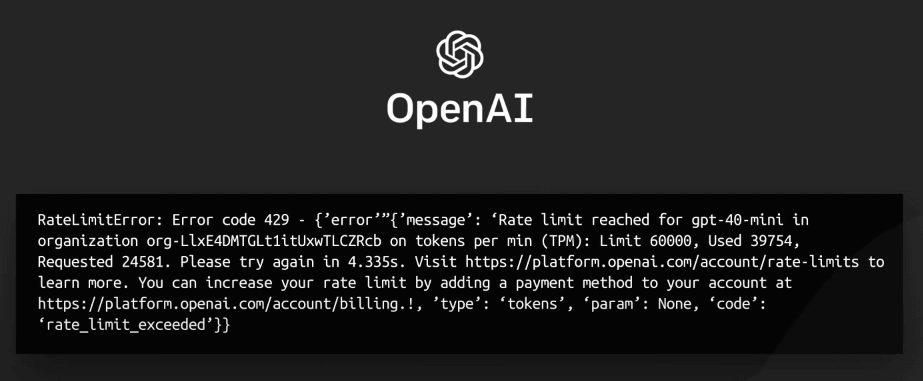 OpenAI
RateLimitError: Error code 429 - {’error’”{’message’: ‘Rate limit reached for gpt-40-mini in
organization org-LlxE4DMTGLt1itUxwTLCZRcb on tokens per min (TPM): Limit 60000, Used 39754,
Requested 24581. Please try again in 4.335s. Visit https://platform.openai.com/account/rate-limits to
learn more. You can increase your rate limit by adding a payment method to your account at
https://platform.openai.com/account/billing.!, ’type’: ‘tokens’, ‘param’: None, ‘code’:
‘rate_limit_exceeded’}}